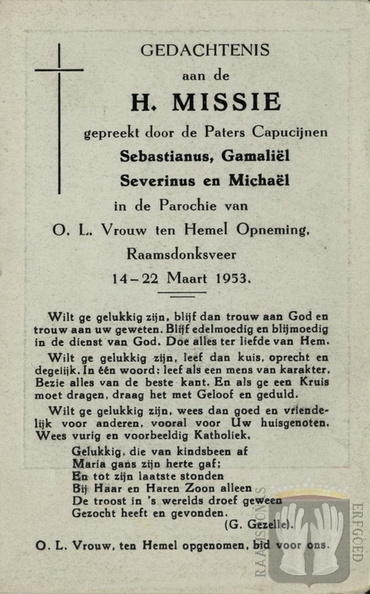 GEDACHTENIS
aan de
H. MISSIE
gepreekt door de Paters Capucijnen
Sebastianus, Gamaliël
Severinus en Michaël
in de Parochie van
O. L. Vrouw ten Hemel Opneming,
Raamsdonksveer
14-22 Maart 1953.
Wilt ge gelukkig zijn, blijf dan trouw aan God en
trouw aan uw geweten. Blijf edelmoedig en blijmoedig
in de dienst van God. Doe alles ter liefde van Hem.
Wilt ge gelukkig zijn, leef dan kuis, oprecht en
degelijk. In één woord: leef als een mens van karakter.
Bezie alles van de beste kant. En als ge een Kruis
moet dragen, draag het met Geloof en geduld.
Wilt ge gelukkig zijn, wees dan goed en vriende-
lijk voor anderen, vooral voor Uw huisgenoten.
Wees vurig en voorbeeldig Katholiek.
Gelukkig, die van kindsbeen af
Maria gans zijn herte gaf;
En tot zijn laatste stonden
Bij Haar en Haren Zoon alleen
De troost in 's werelds droef geween
Gezocht heeft en gevonden.
(G. Gezelle).
O. L. Vrouw, ten Hemel opgenomen, bid voor ons.
RAAMSDONKS
ERFGOED